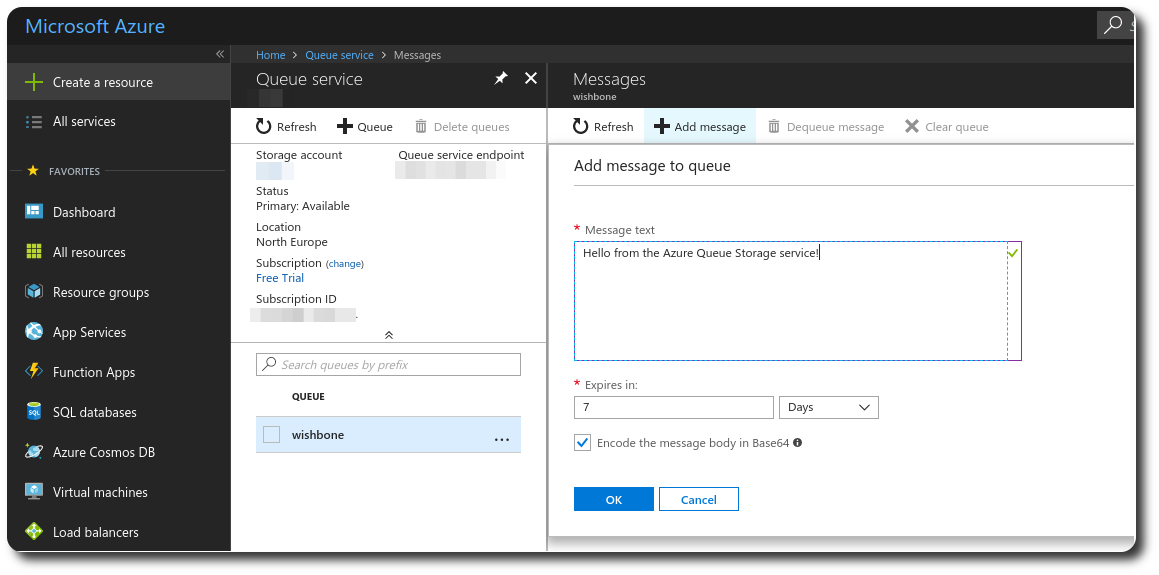 Microsoft Azure
Home > Queue service > Messages
Create a resource
All services
FAVORITES
Dashboard
All resources
Resource groups
App Services
Function Apps
SQL databases
Azure Cosmos DB
Virtual machines
Load balancers
Queue service
Refresh
Queue
Delete queues
Storage account
Queue service endpoint
Status
Primary: Available
Location
North Europe
Subscription (change)
Free Trial
Subscription ID
Search queues by prefix
QUEUE
wishbone
...
Messages
wishbone
Refresh
Add message
Dequeue message
Clear queue
Add message to queue
* Message text
Hello from the Azure Queue Storage service!
* Expires in:
7
Days
Encode the message body in Base64
OK
Cancel